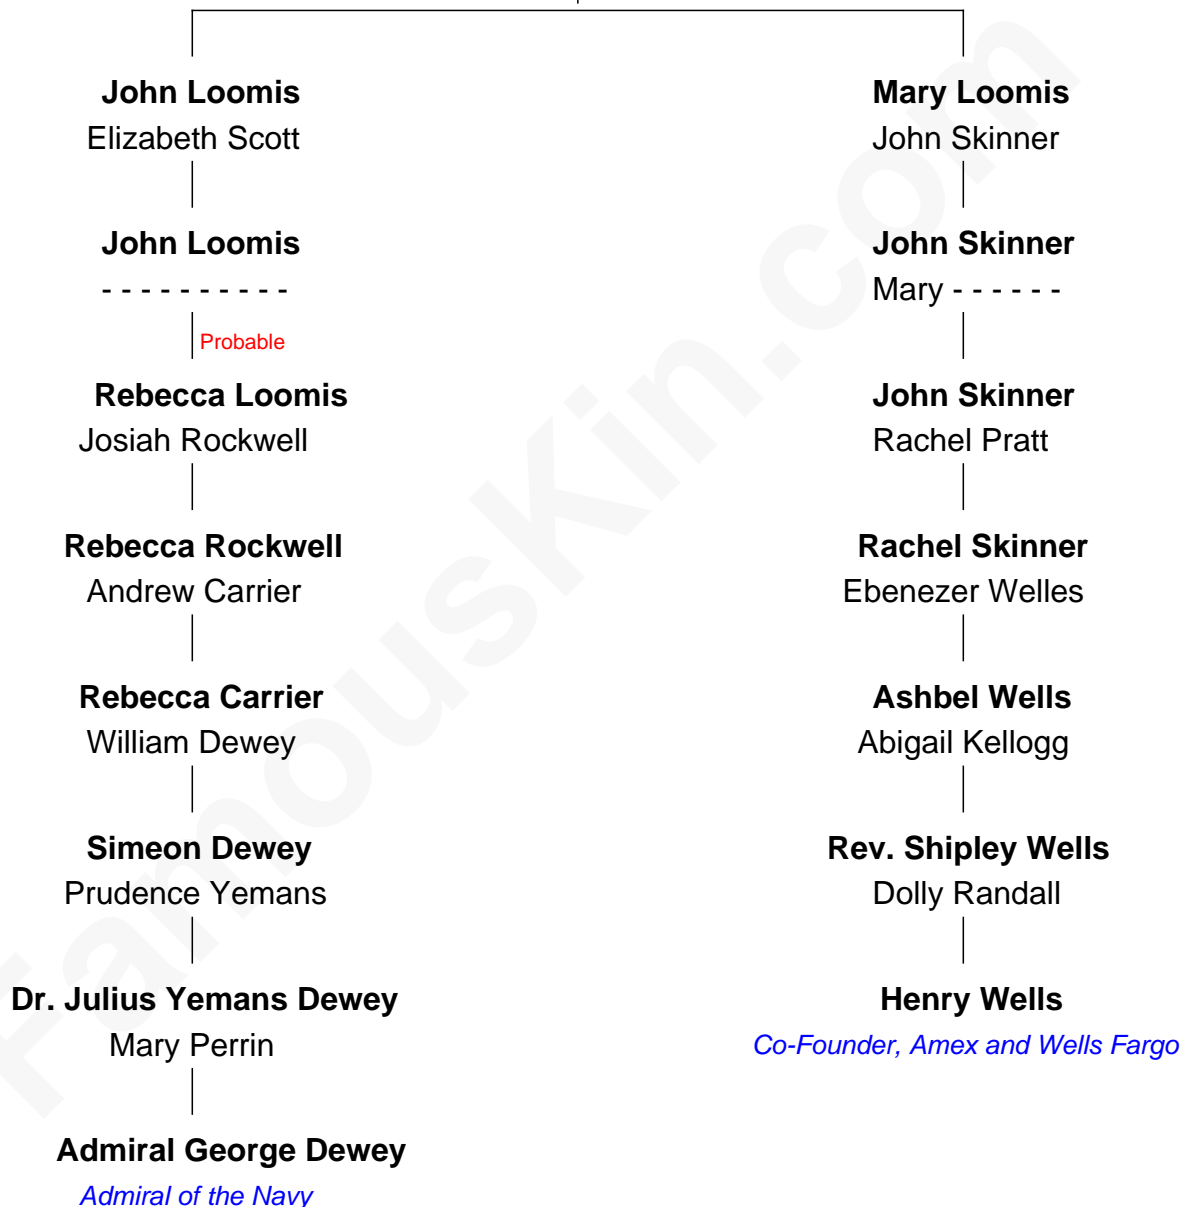 John Loomis
Elizabeth Scott
John Loomis
- - - - - - - - - -
Probable
Rebecca Loomis
Josiah Rockwell
Rebecca Rockwell
Andrew Carrier
Rebecca Carrier
William Dewey
Simeon Dewey
Prudence Yemans
Dr. Julius Yemans Dewey
Mary Perrin
Admiral George Dewey
Admiral of the Navy
Mary Loomis
John Skinner
John Skinner
Mary - - - - - -
John Skinner
Rachel Pratt
Rachel Skinner
Ebenezer Welles
Ashbel Wells
Abigail Kellogg
Rev. Shipley Wells
Dolly Randall
Henry Wells
Co-Founder, Amex and Wells Fargo
FamousKin.com